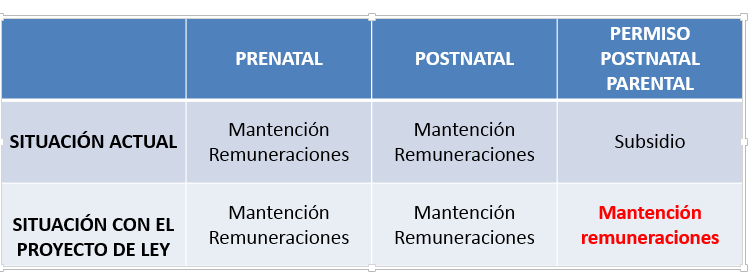 PRENATAL
POSTNATAL
PERMISO
POSTNATAL
PARENTAL
SITUACIÓN ACTUAL
Mantención
Remuneraciones
Mantención
Remuneraciones
Subsidio
SITUACIÓN CON EL
PROYECTO DE LEY
Mantención
Remuneraciones
Mantención
Remuneraciones
Mantención
remuneraciones